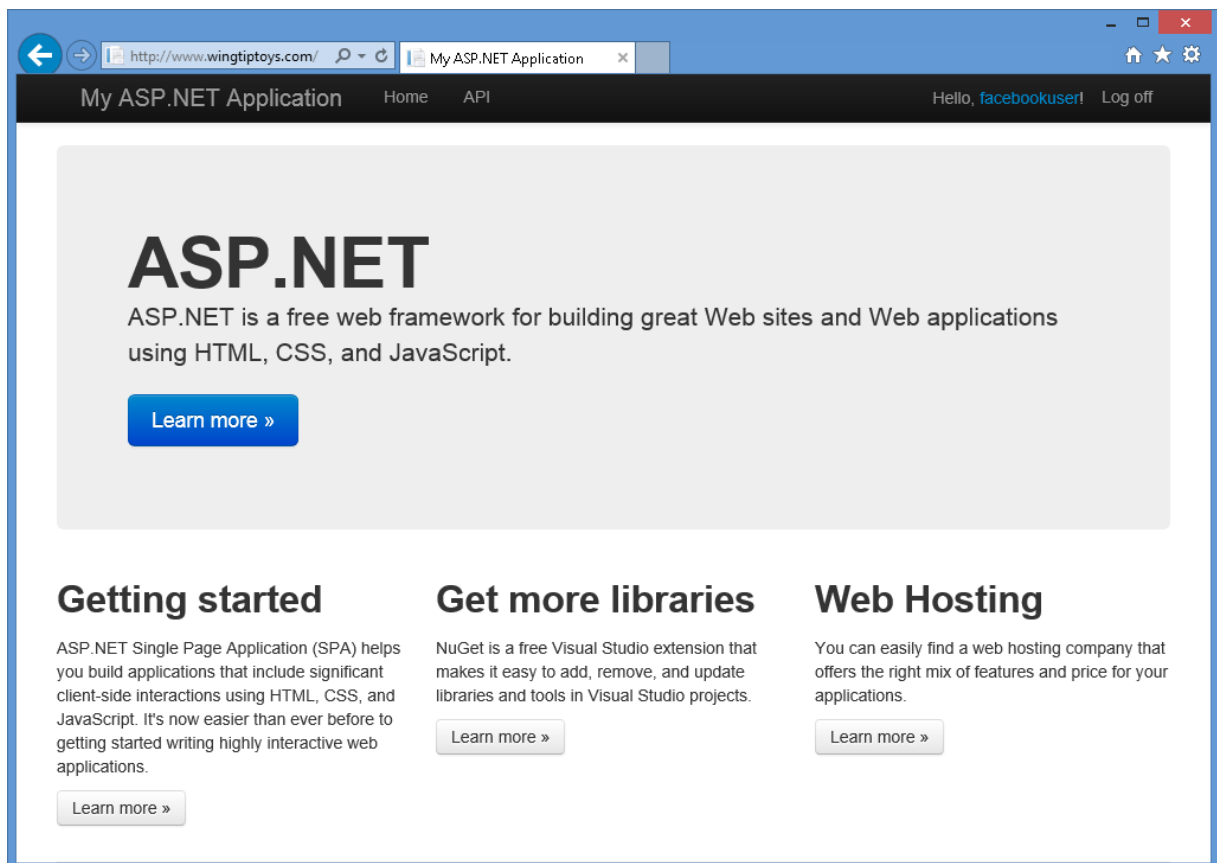 http://www.wingtiptoys.com/
My ASP.NET Application
My ASP.NET Application Home API Hello, facebookuser! Log off
ASP.NET
ASP.NET is a free web framework for building great Web sites and Web applications
using HTML, CSS, and JavaScript.
Learn more »
Getting started
ASP.NET Single Page Application (SPA) helps
you build applications that include significant
client-side interactions using HTML, CSS, and
JavaScript. It's now easier than ever before to
getting started writing highly interactive web
applications.
Learn more »
Get more libraries
NuGet is a free Visual Studio extension that
makes it easy to add, remove, and update
libraries and tools in Visual Studio projects.
Learn more »
Web Hosting
You can easily find a web hosting company that
offers the right mix of features and price for your
applications.
Learn more »